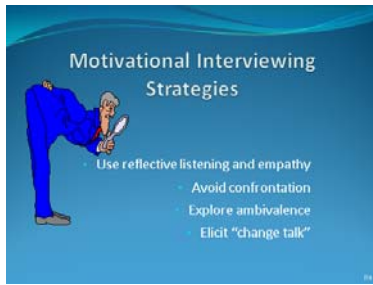 Motivational Interviewing
Strategies
Use reflective listening and empathy
Avoid confrontation
Explore ambivalence
Elicit “change talk”